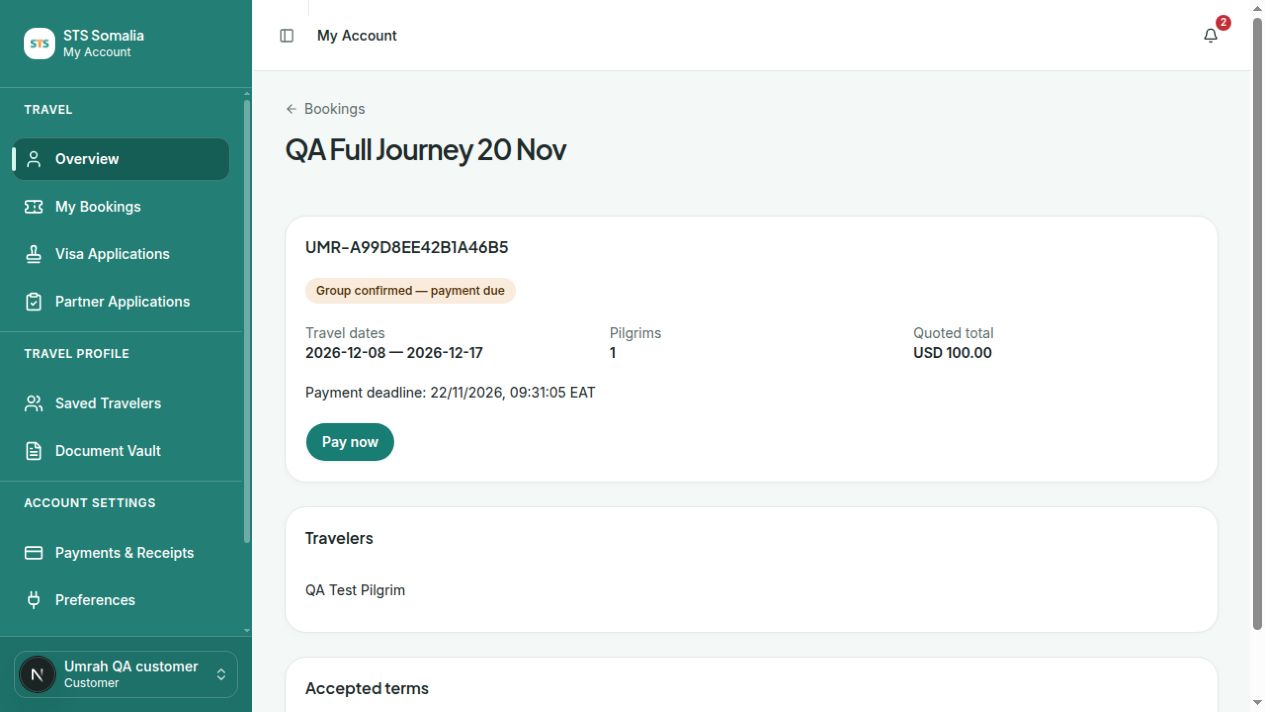 STS
STS Somalia
My Account
TRAVEL
Overview
My Bookings
Visa Applications
Partner Applications
TRAVEL PROFILE
Saved Travelers
Document Vault
ACCOUNT SETTINGS
Payments & Receipts
Preferences
N
Umrah QA customer
Customer
My Account
2
← Bookings
QA Full Journey 20 Nov
UMR-A99D8EE42B1A46B5
Group confirmed — payment due
Travel dates
2026-12-08 — 2026-12-17
Pilgrims
1
Quoted total
USD 100.00
Payment deadline: 22/11/2026, 09:31:05 EAT
Pay now
Travelers
QA Test Pilgrim
Accepted terms